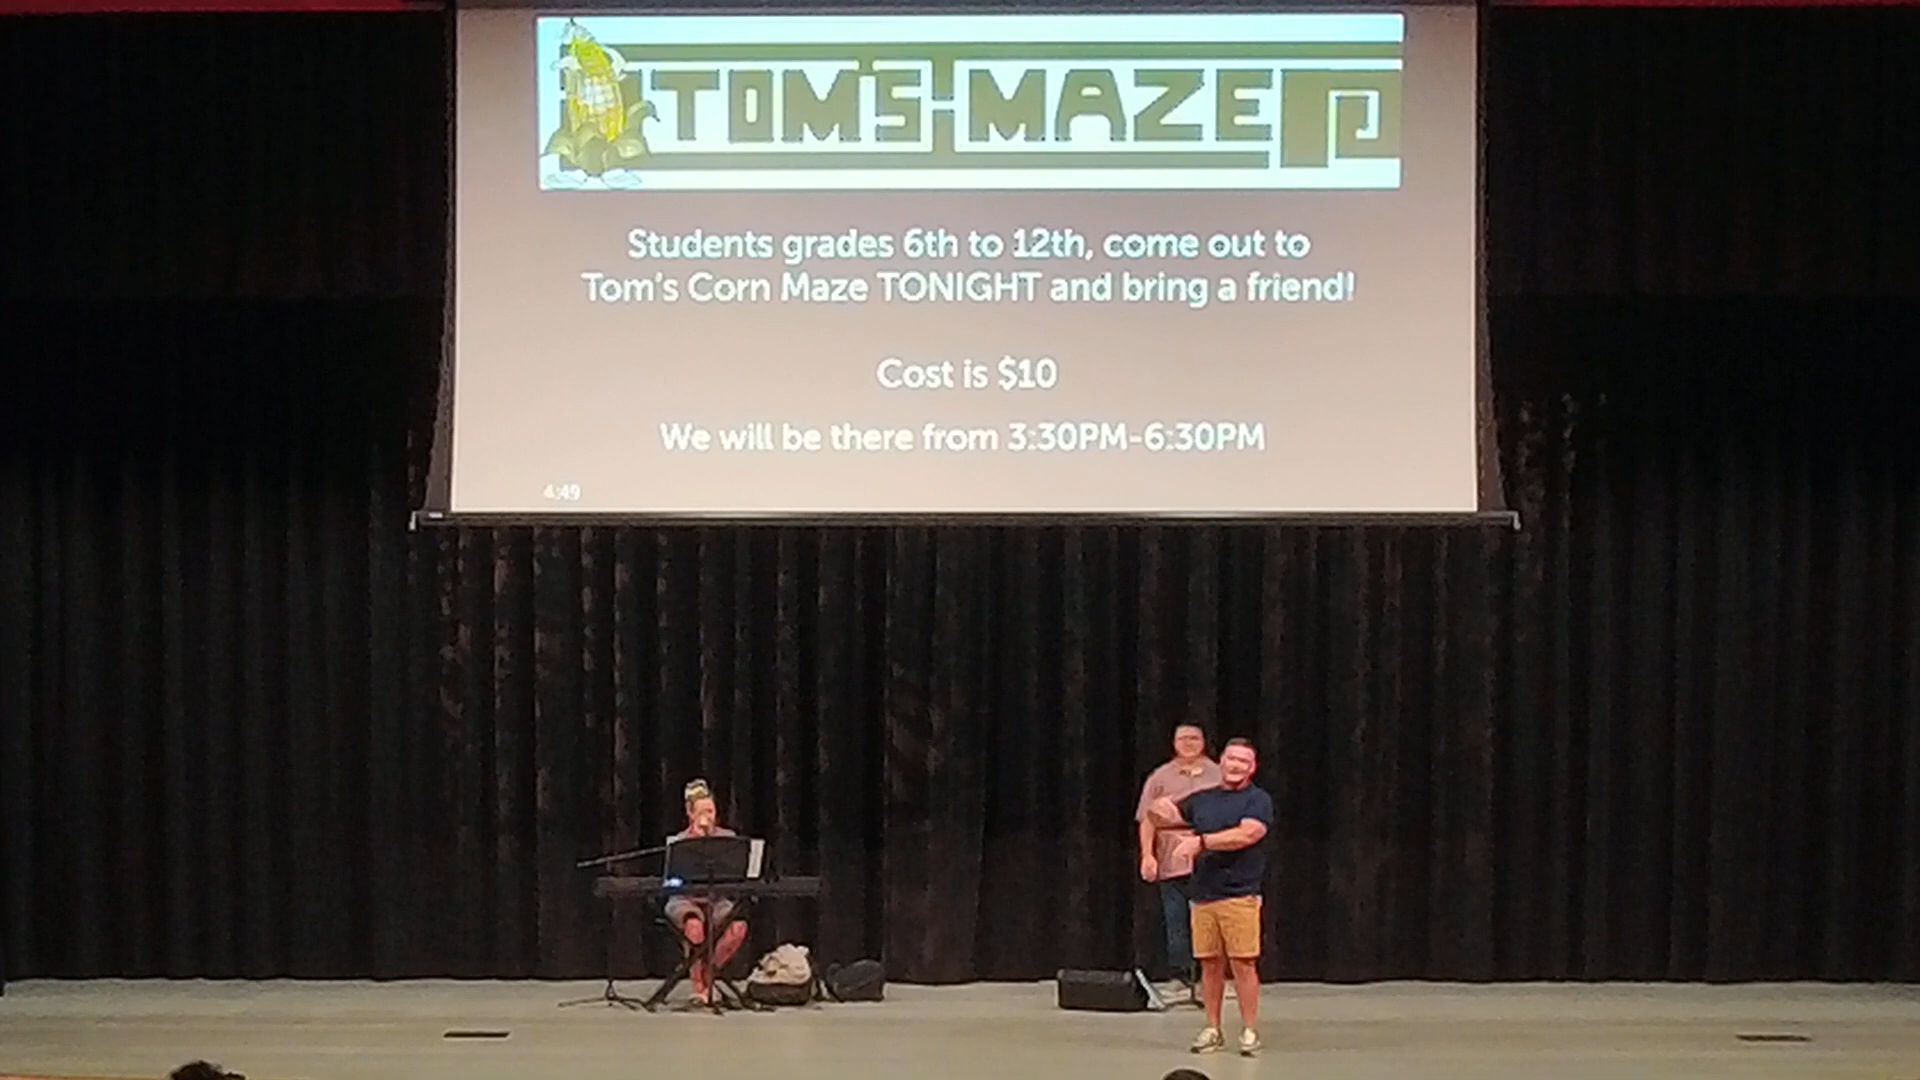 TOM'S MAZE
Students grades 6th to 12th, come out to
Tom's Corn Maze TONIGHT and bring a friend!
Cost is $10
We will be there from 3:30PM-6:30PM
4:49